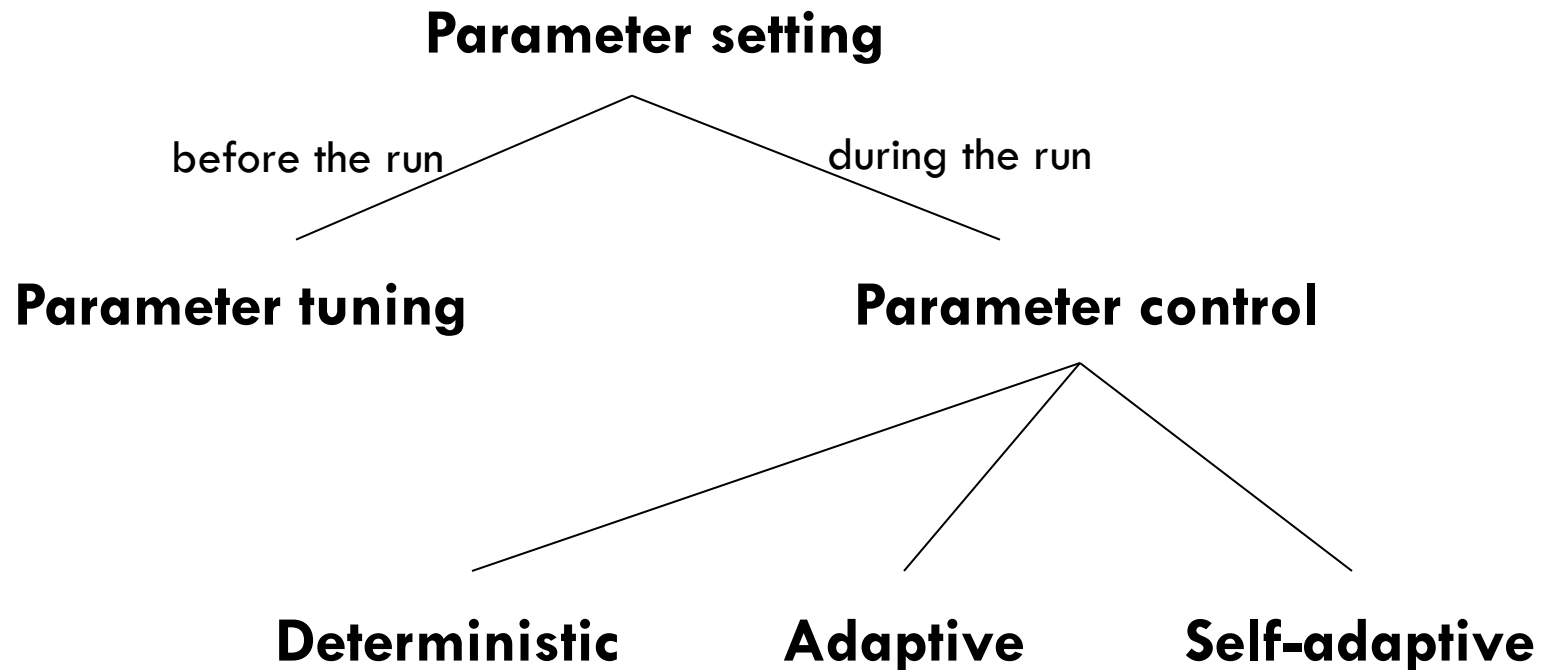 Parameter setting
before the run
during the run
Parameter tuning
Parameter control
Deterministic
Adaptive
Self-adaptive